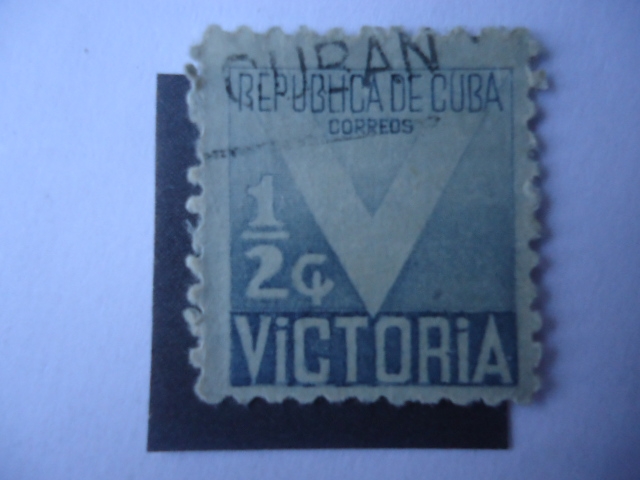 CUBAN
REPUBLICA DE CUBA
CORREOS
1/2 ¢
ViCTORiA